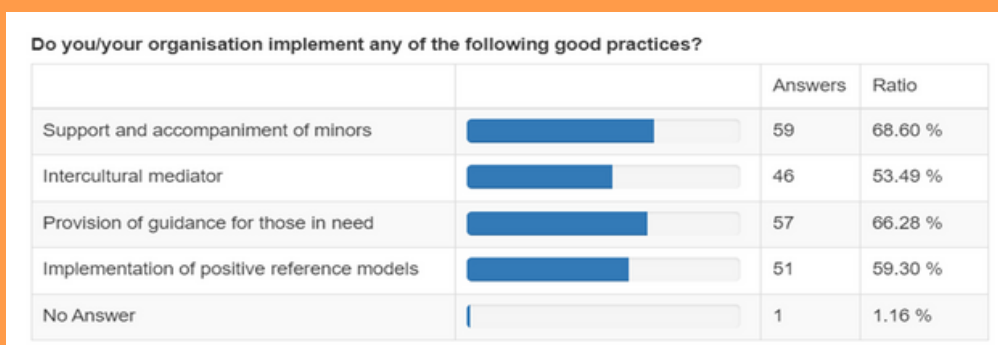 Do you/your organisation implement any of the following good practices?
Answers Ratio
Support and accompaniment of minors 59 68.60 %
Intercultural mediator 46 53.49 %
Provision of guidance for those in need 57 66.28 %
Implementation of positive reference models 51 59.30 %
No Answer 1 1.16 %